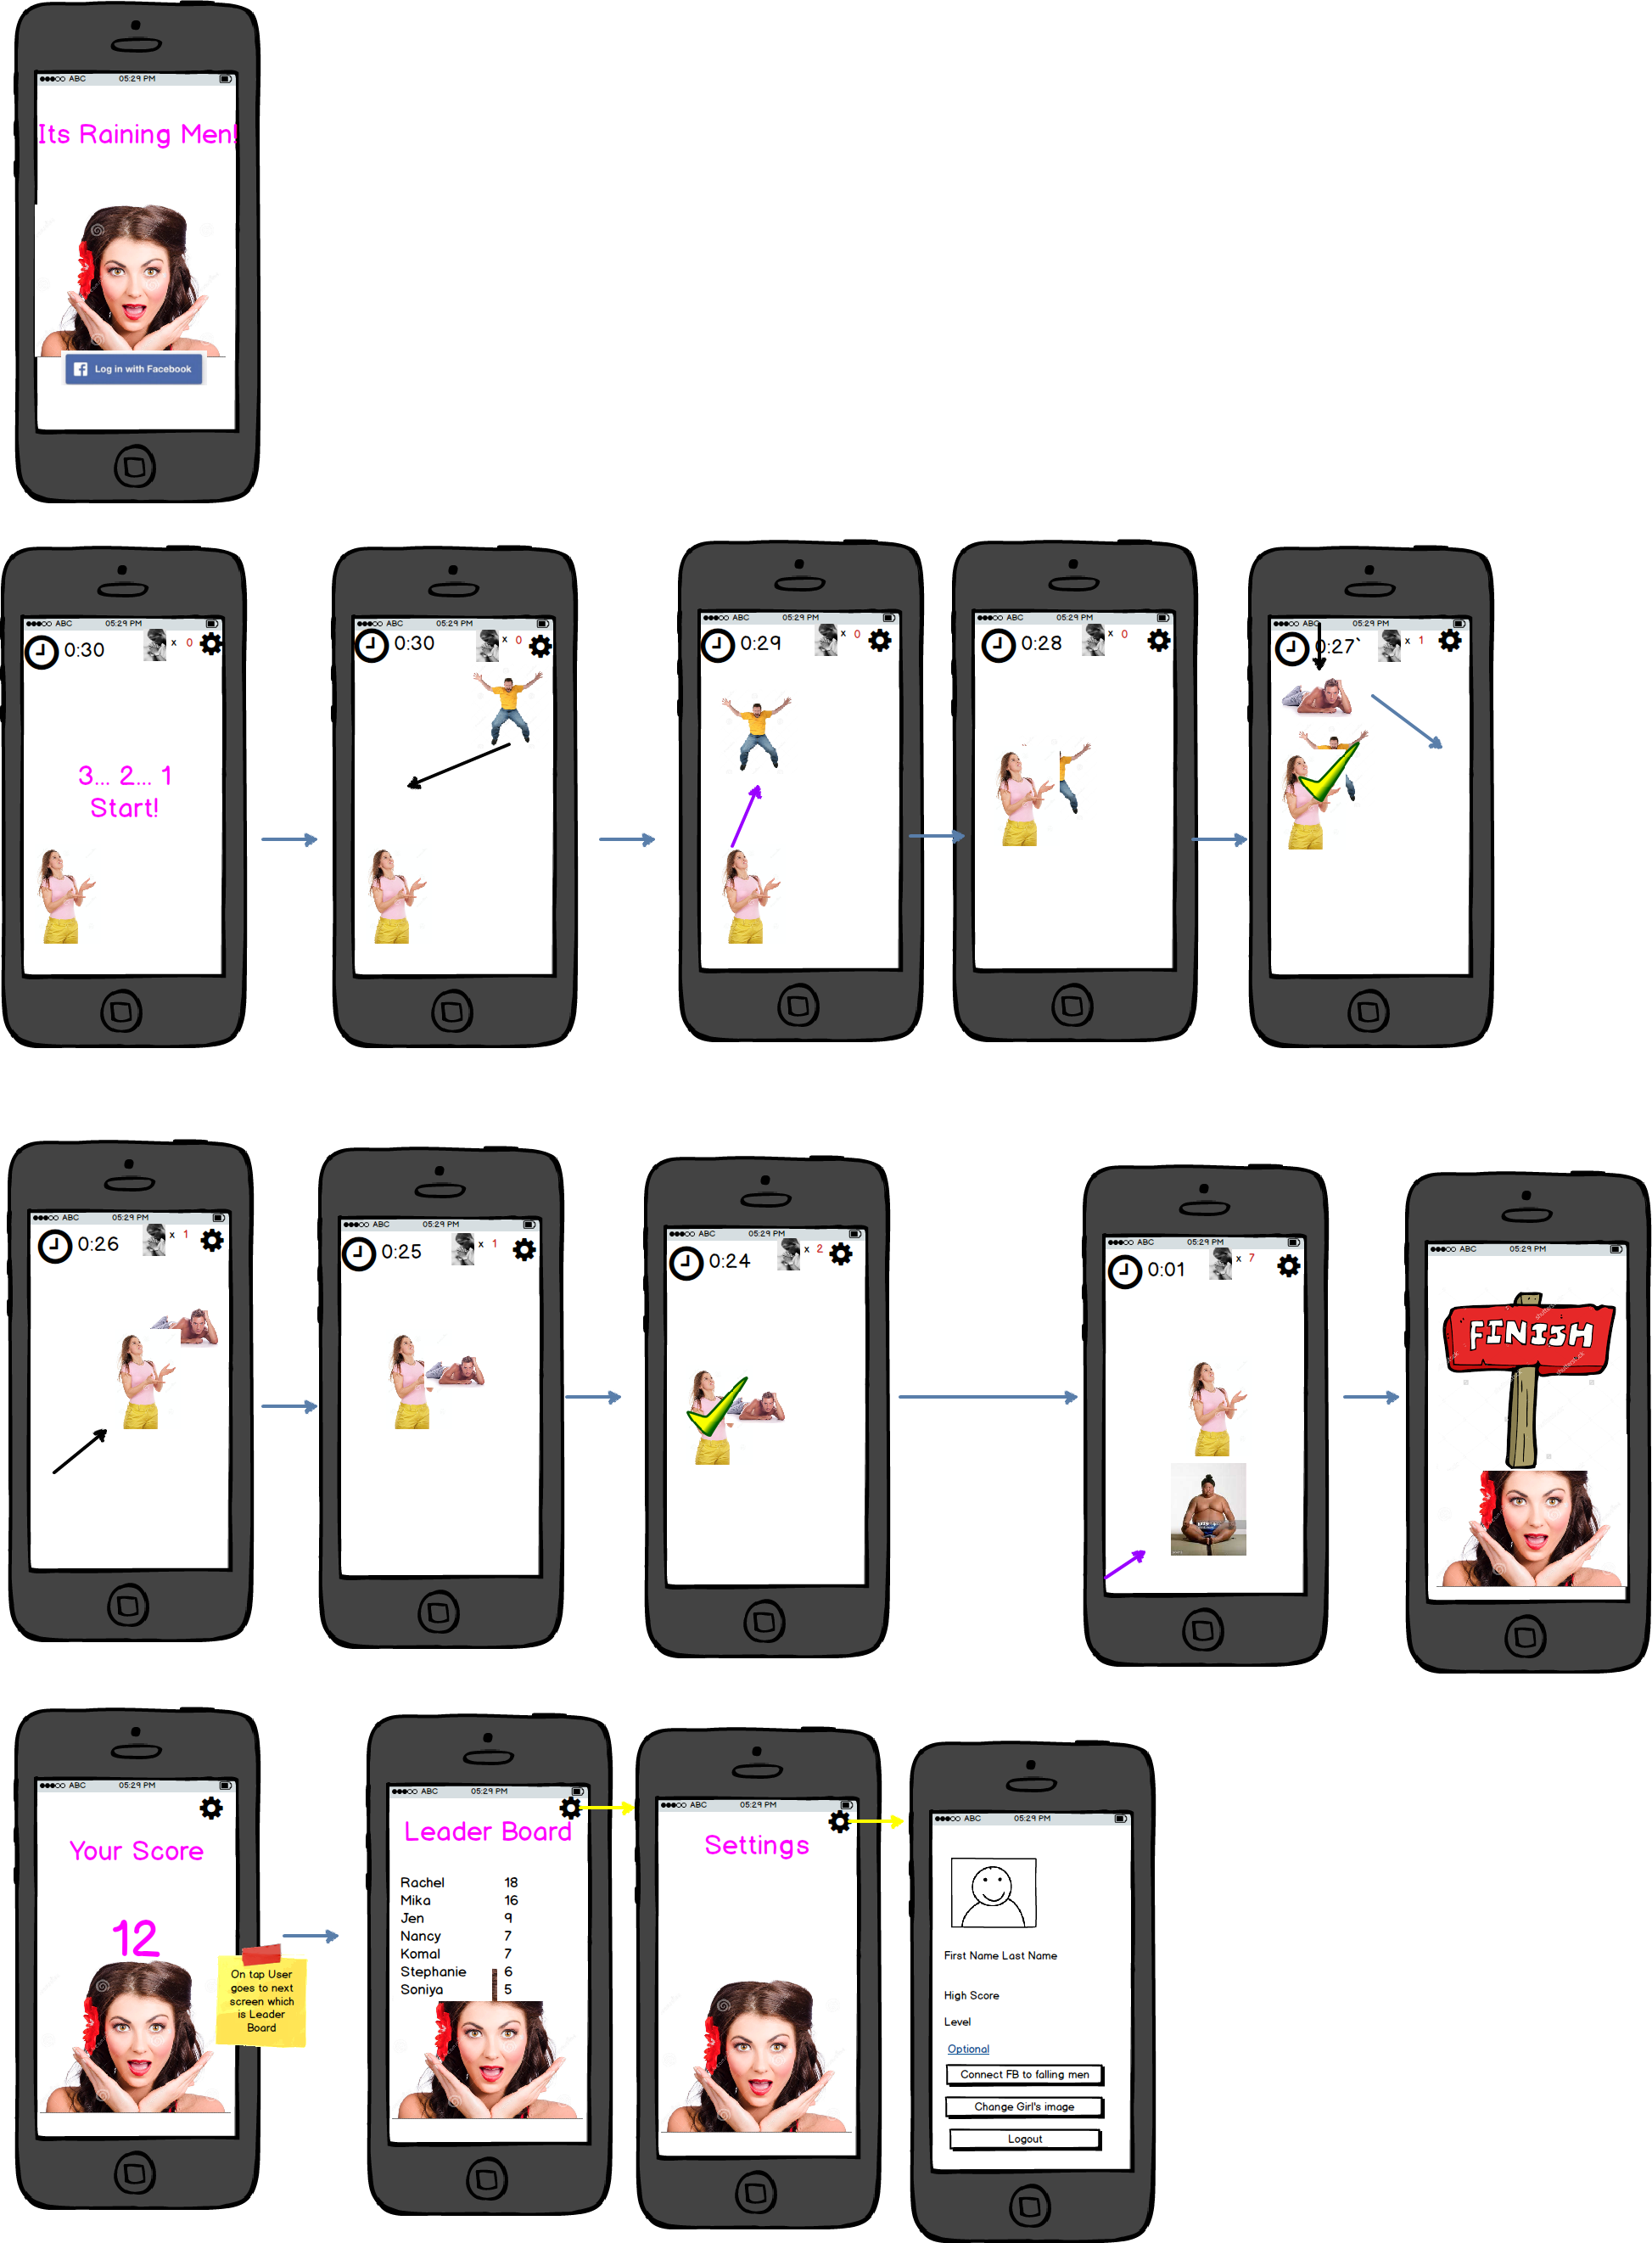 ABC 05:29 PM
Its Raining Men!
Log in with Facebook
ABC 05:29 PM
0:30 x 0
3... 2... 1
Start!
ABC 05:29 PM
0:30 x 0
ABC 05:29 PM
0:29 x 0
ABC 05:29 PM
0:28 x 0
ABC 05:29 PM
0:27` x 1
ABC 05:29 PM
0:26 x 1
ABC 05:29 PM
0:25 x 1
ABC 05:29 PM
0:24 x 2
ABC 05:29 PM
0:01 x 7
ABC 05:29 PM
FINISH
ABC 05:29 PM
Your Score
12
On tap User
goes to next
screen which
is Leader
Board
ABC 05:29 PM
Leader Board
Rachel 18
Mika 16
Jen 9
Nancy 7
Komal 7
Stephanie 6
Soniya 5
ABC 05:29 PM
Settings
ABC 05:29 PM
First Name Last Name
High Score
Level
Optional
Connect FB to falling men
Change Girl's image
Logout